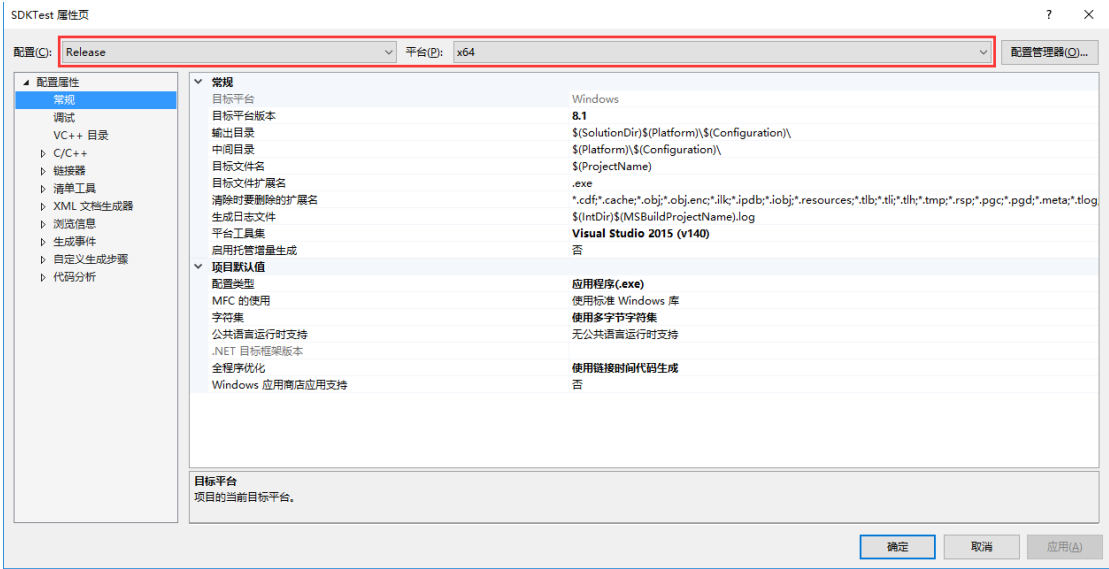 SDKTest 属性页 ?
配置(C): Release 平台(P): x64 配置管理器(O)...
配置属性
常规
调试
VC++ 目录
C/C++
链接器
清单工具
XML 文档生成器
浏览信息
生成事件
自定义生成步骤
代码分析
常规
目标平台 Windows
目标平台版本 8.1
输出目录 $(SolutionDir)$(Platform)\$(Configuration)\
中间目录 $(Platform)\$(Configuration)\
目标文件名 $(ProjectName)
目标文件扩展名 .exe
清除时要删除的扩展名 *.cdf;*.cache;*.obj;*.obj.enc;*.ilk;*.ipdb;*.iobj;*.resources;*.tlb;*.tli;*.tlh;*.tmp;*.rsp;*.pgc;*.pgd;*.meta;*.tlog
生成日志文件 $(IntDir)$(MSBuildProjectName).log
平台工具集 Visual Studio 2015 (v140)
启用托管增量生成 否
项目默认值
配置类型 应用程序(.exe)
MFC 的使用 使用标准 Windows 库
字符集 使用多字节字符集
公共语言运行时支持 无公共语言运行时支持
.NET 目标框架版本
全程序优化 使用链接时间代码生成
Windows 应用商店应用支持 否
目标平台
项目的当前目标平台。
确定 取消 应用(A)